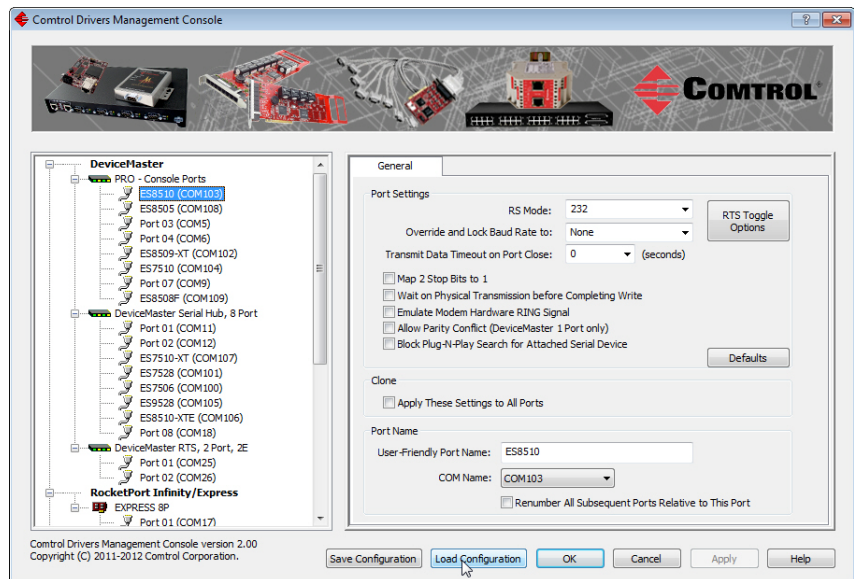 Comtrol Drivers Management Console
COMTROL
DeviceMaster
PRO - Console Ports
ES8510 (COM103)
ES8505 (COM108)
Port 03 (COM5)
Port 04 (COM6)
ES8509-XT (COM102)
ES7510 (COM104)
Port 07 (COM9)
ES8508F (COM109)
DeviceMaster Serial Hub, 8 Port
Port 01 (COM11)
Port 02 (COM12)
ES7510-XT (COM107)
ES7528 (COM101)
ES7506 (COM100)
ES9528 (COM105)
ES8510-XTE (COM106)
Port 08 (COM18)
DeviceMaster RTS, 2 Port, 2E
Port 01 (COM25)
Port 02 (COM26)
RocketPort Infinity/Express
EXPRESS 8P
Port 01 (COM17)
General
Port Settings
RS Mode: 232
RTS Toggle
Options
Override and Lock Baud Rate to: None
Transmit Data Timeout on Port Close: 0 (seconds)
Map 2 Stop Bits to 1
Wait on Physical Transmission before Completing Write
Emulate Modem Hardware RING Signal
Allow Parity Conflict (DeviceMaster 1 Port only)
Block Plug-N-Play Search for Attached Serial Device
Defaults
Clone
Apply These Settings to All Ports
Port Name
User-Friendly Port Name: ES8510
COM Name: COM103
Renumber All Subsequent Ports Relative to This Port
Comtrol Drivers Management Console version 2.00
Copyright (C) 2011-2012 Comtrol Corporation.
Save Configuration Load Configuration OK Cancel Apply Help